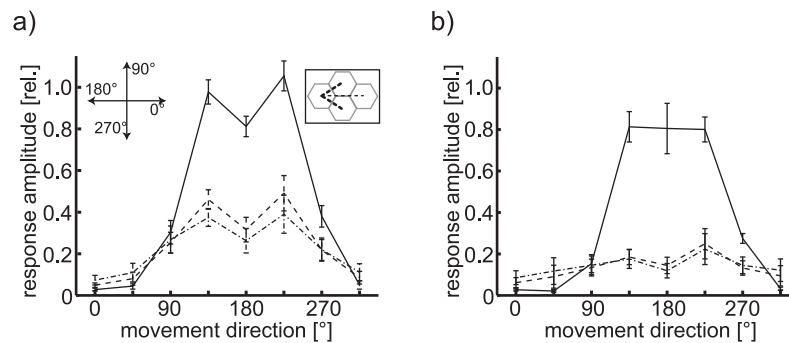 a)
response amplitude [rel.]
1.0
0.8
0.6
0.4
0.2
0
90°
180°
0°
270°
0 90 180 270
movement direction [°]
b)
response amplitude [rel.]
1.0
0.8
0.6
0.4
0.2
0
0 90 180 270
movement direction [°]